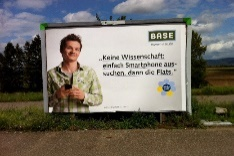 BASE
„Keine Wissenschaft:
einfach Smartphone aus-
suchen, dann die Flats.“